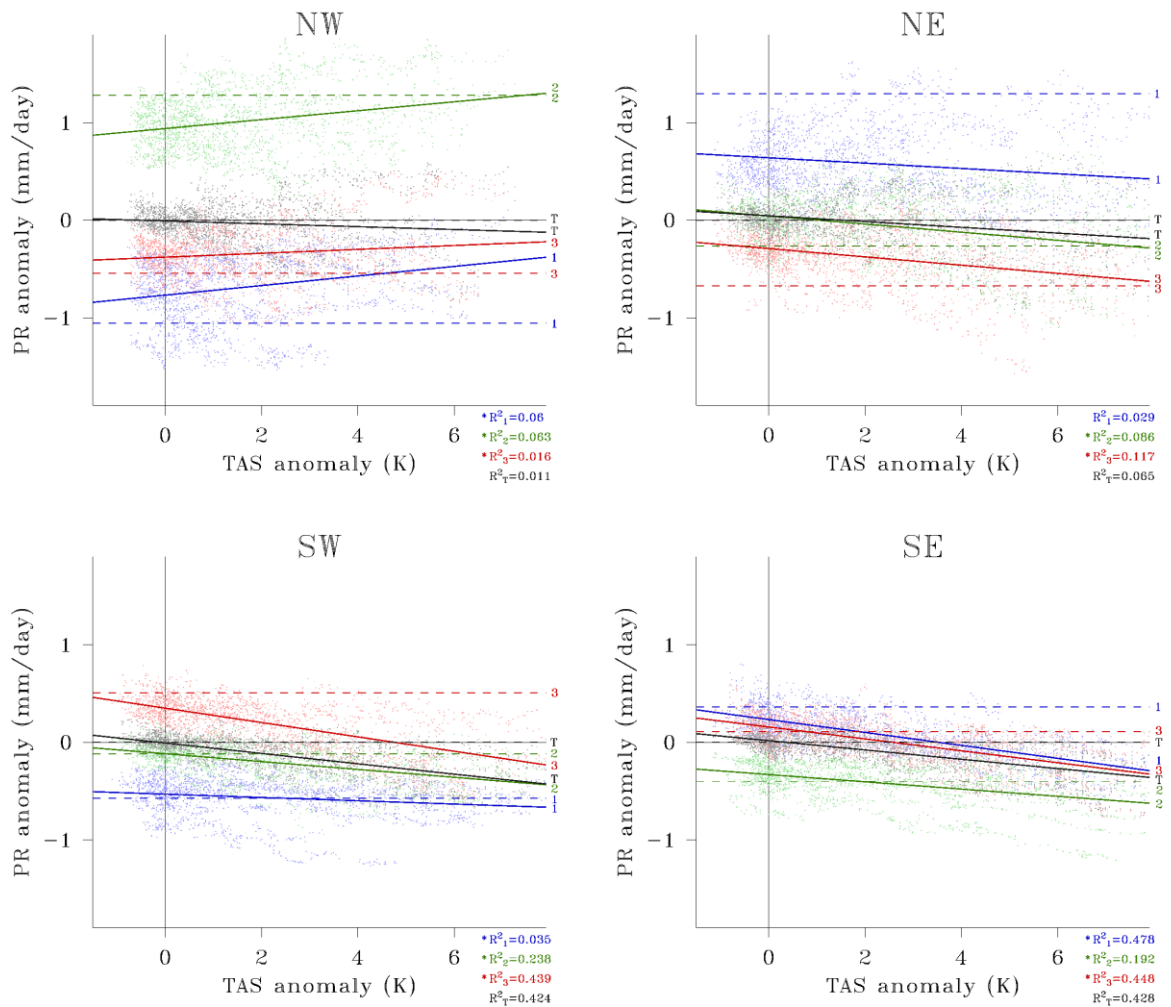 NW
PR anomaly (mm/day)
1
0
−1
2
2
T
T
3
1
3
1
0 2 4 6
TAS anomaly (K)
*R²₁=0.06
*R²₂=0.063
*R²₃=0.016
R²T=0.011
NE
PR anomaly (mm/day)
1
0
−1
1
1
T
T
2
2
3
3
0 2 4 6
TAS anomaly (K)
R²₁=0.029
*R²₂=0.086
*R²₃=0.117
R²T=0.065
SW
PR anomaly (mm/day)
1
0
−1
3
T
2
3
T
2
1
1
0 2 4 6
TAS anomaly (K)
*R²₁=0.035
*R²₂=0.238
*R²₃=0.439
R²T=0.424
SE
PR anomaly (mm/day)
1
0
−1
1
3
T
1
3
T
2
2
0 2 4 6
TAS anomaly (K)
*R²₁=0.478
*R²₂=0.192
*R²₃=0.448
R²T=0.428